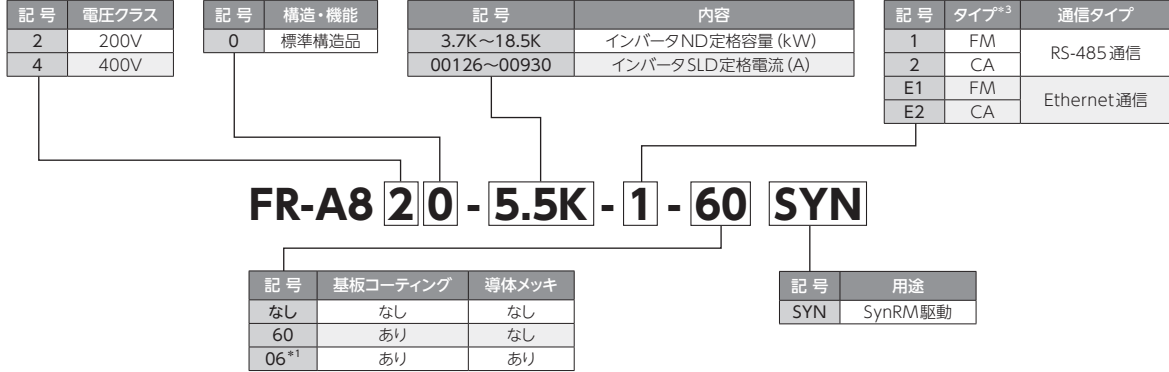 記号 電圧クラス
2 200V
4 400V
記号 構造・機能
0 標準構造品
記号 内容
3.7K～18.5K インバータND定格容量（kW）
00126～00930 インバータSLD定格電流（A）
記号 タイプ*3 通信タイプ
1 FM RS-485通信
2 CA
E1 FM Ethernet通信
E2 CA
FR-A8 2 0 - 5.5K - 1 - 60 SYN
記号 基板コーティング 導体メッキ
なし なし なし
60 あり なし
06*1 あり あり
記号 用途
SYN SynRM駆動